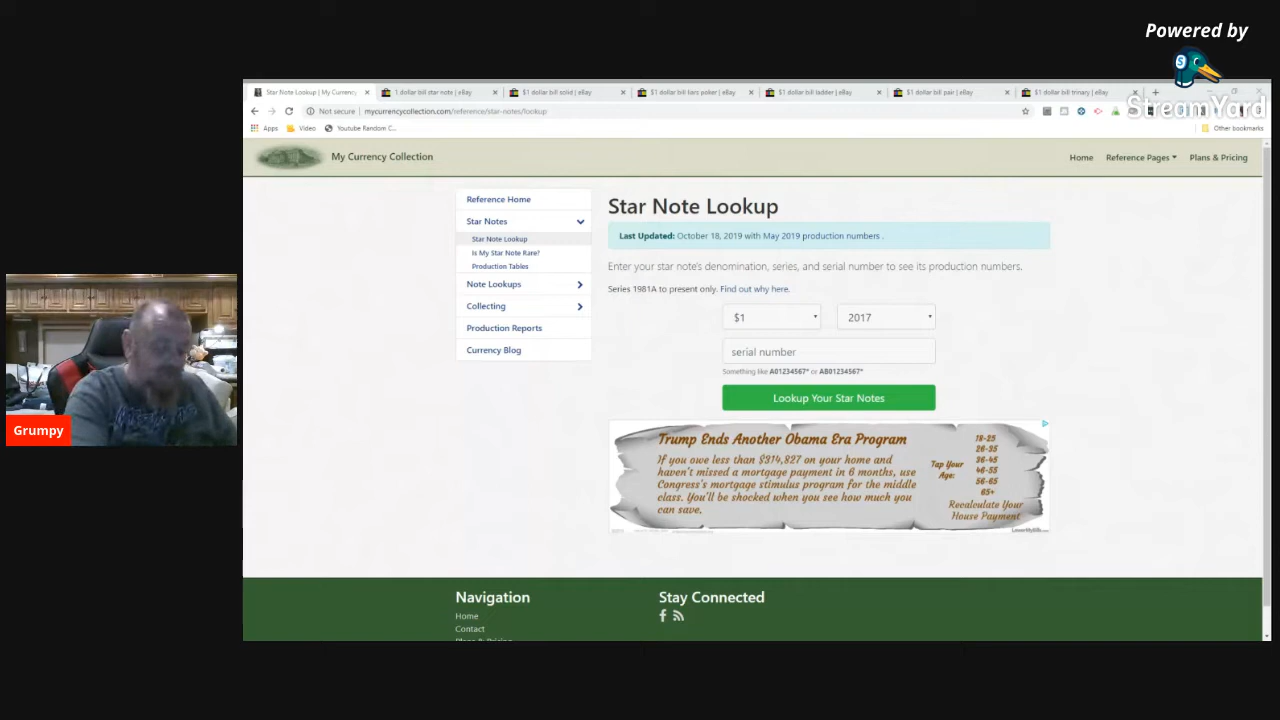 Powered by
StreamYard
Star Note Lookup | My Currency
1 dollar bill star note | eBay
$1 dollar bill solid | eBay
$1 dollar bill liars poker | eBay
$1 dollar bill ladder | eBay
$1 dollar bill pair | eBay
$1 dollar bill trinary | eBay
Not secure | mycurrencycollection.com/reference/star-notes/lookup
Apps Video Youtube Random C... Other bookmarks
My Currency Collection Home Reference Pages Plans & Pricing
Reference Home
Star Notes
Star Note Lookup
Is My Star Note Rare?
Production Tables
Note Lookups
Collecting
Production Reports
Currency Blog
Star Note Lookup
Last Updated: October 18, 2019 with May 2019 production numbers .
Enter your star note's denomination, series, and serial number to see its production numbers.
Series 1981A to present only. Find out why here.
$1 2017
serial number
Something like A01234567* or AB01234567*
Lookup Your Star Notes
Trump Ends Another Obama Era Program
If you owe less than $314,827 on your home and
haven't missed a mortgage payment in 6 months, use
Congress's mortgage stimulus program for the middle
class. You'll be shocked when you see how much you
can save.
Tap Your
Age:
18-25
26-35
36-45
46-55
56-65
65+
Recalculate Your
House Payment
Grumpy
Navigation
Home
Contact
Plans & Pricing
Stay Connected